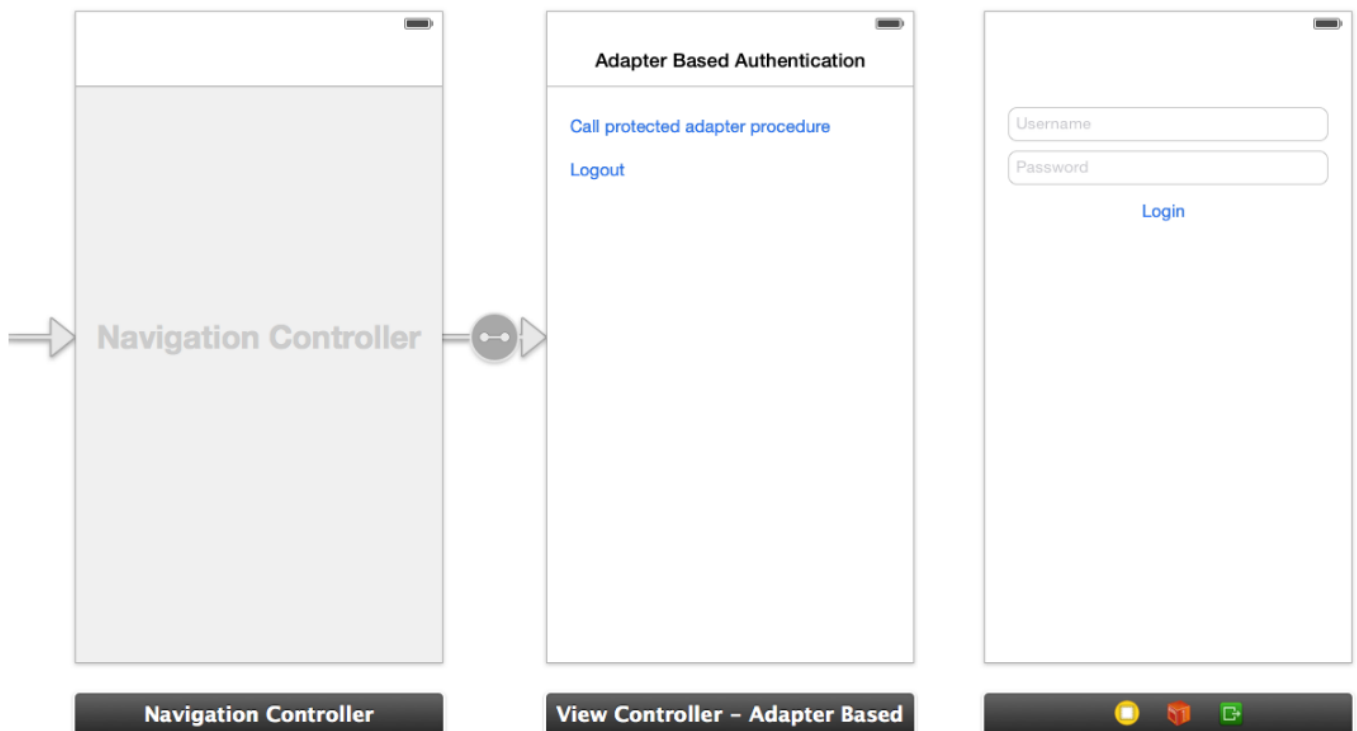 Adapter Based Authentication
Call protected adapter procedure
Logout
Username
Password
Login
Navigation Controller
Navigation Controller
View Controller – Adapter Based